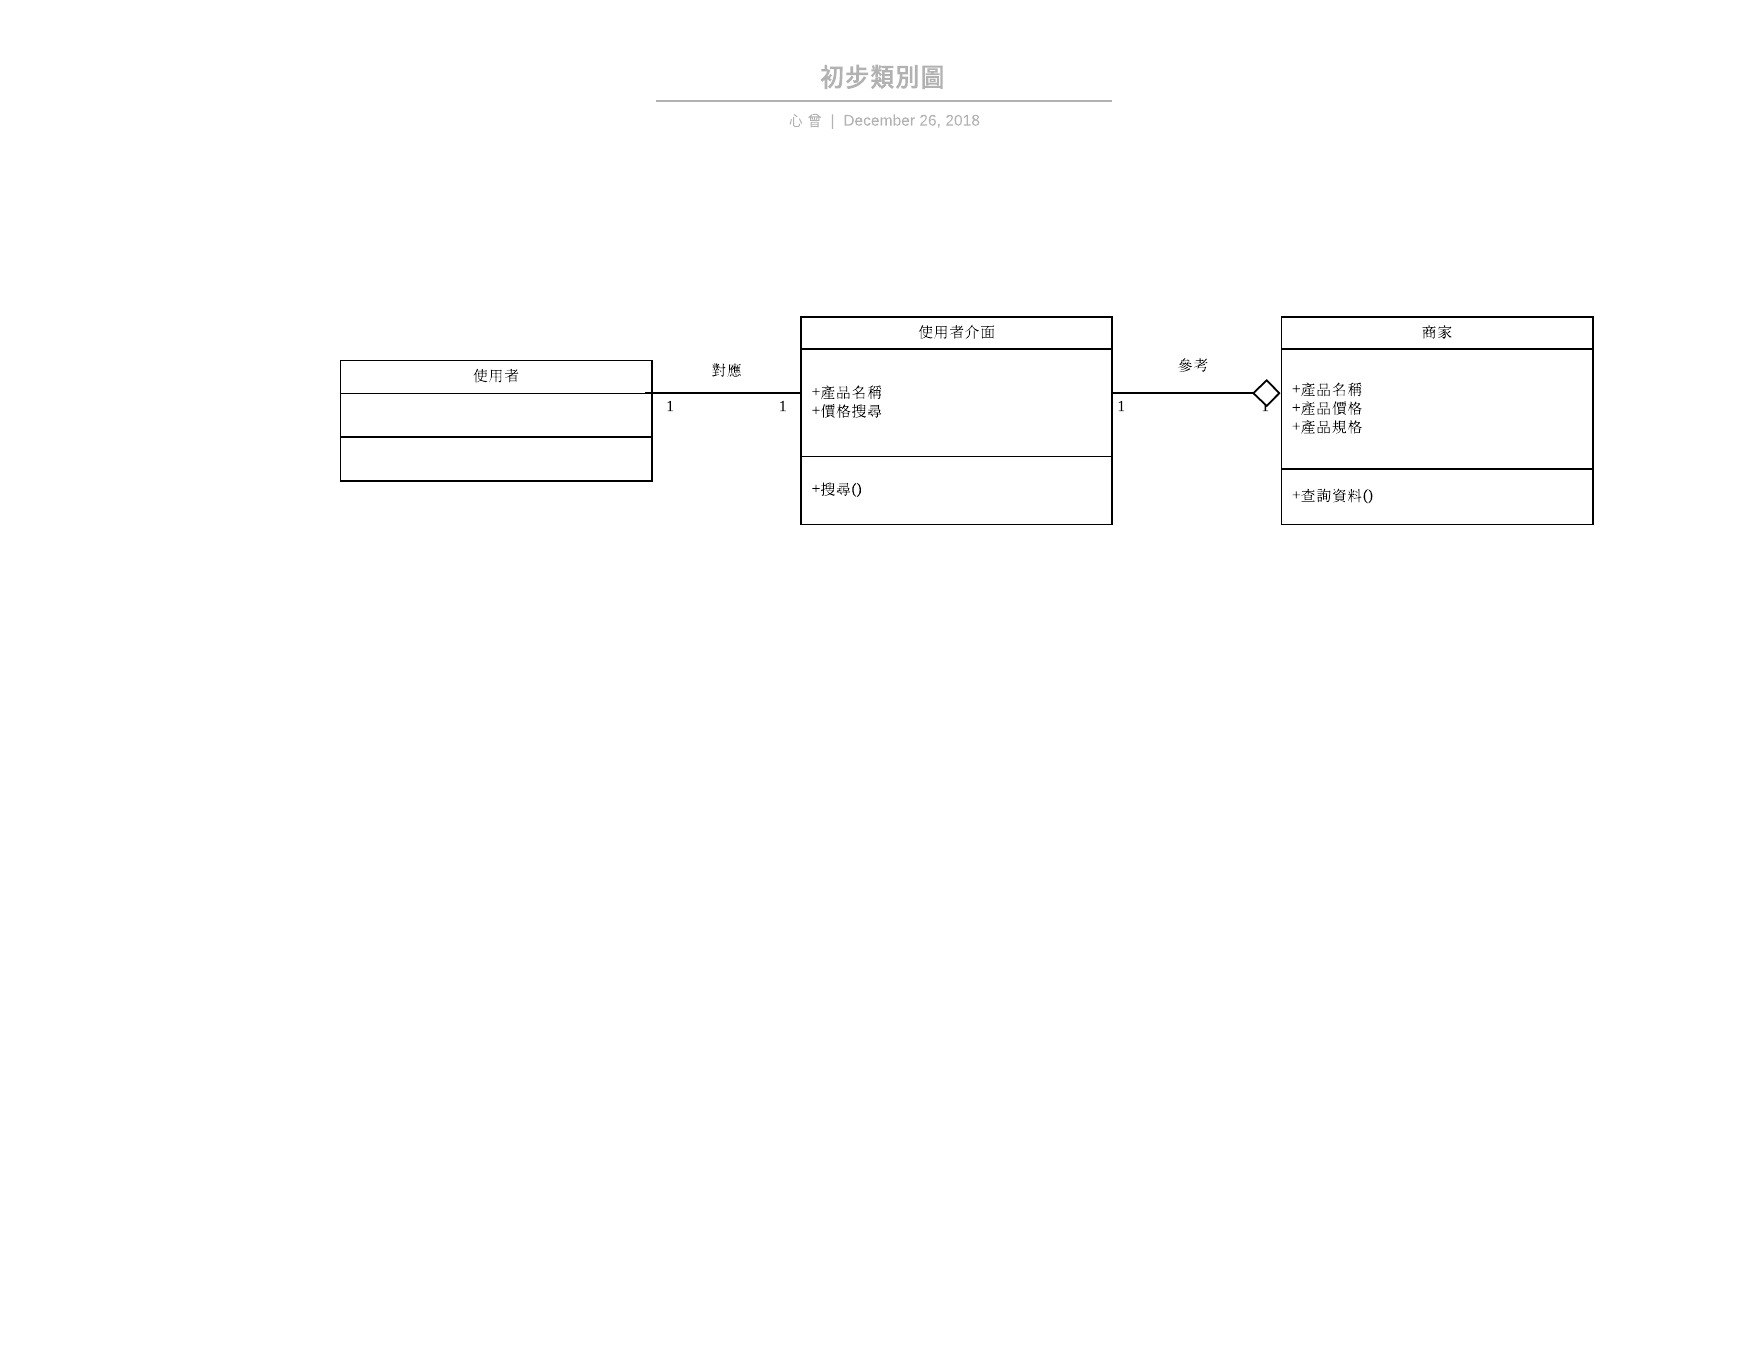 初步類別圖
心 曾 | December 26, 2018
使用者
對應
1
1
使用者介面
+產品名稱
+價格搜尋
+搜尋()
參考
1
1
商家
+產品名稱
+產品價格
+產品規格
+查詢資料()